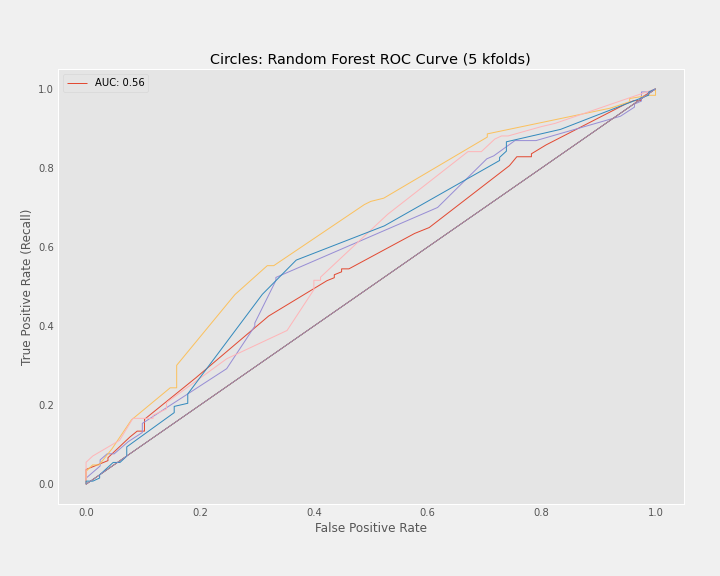 Circles: Random Forest ROC Curve (5 kfolds)
AUC: 0.56
1.0
0.8
0.6
0.4
0.2
0.0
True Positive Rate (Recall)
0.0 0.2 0.4 0.6 0.8 1.0
False Positive Rate